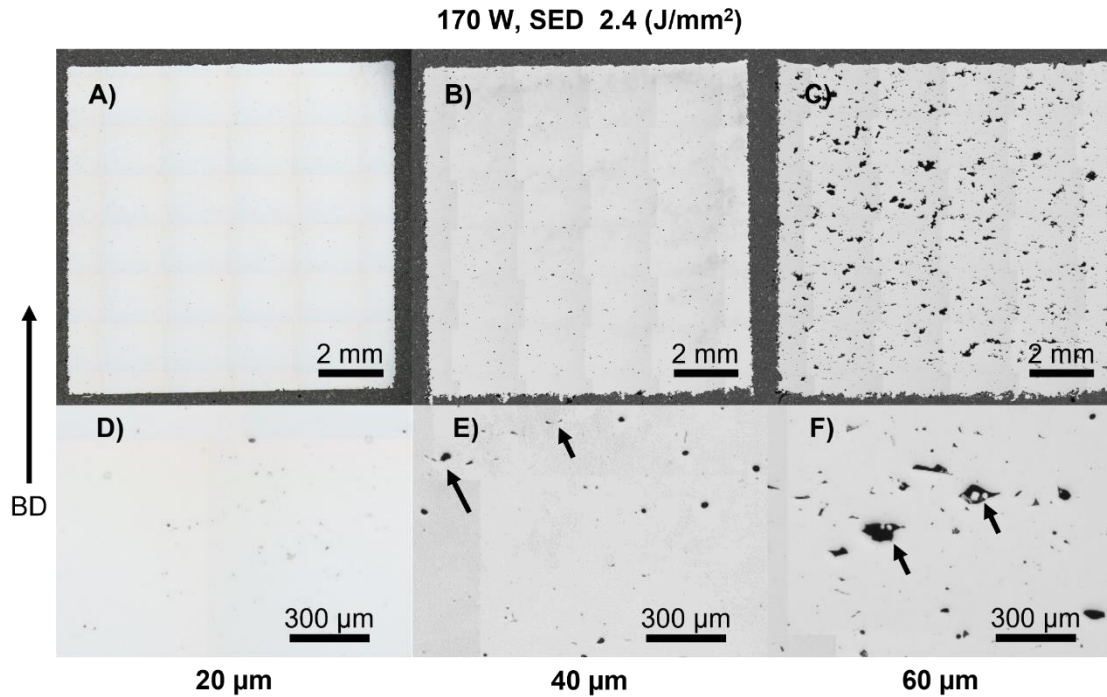 170 W, SED 2.4 (J/mm²)
A)
B)
C)
2 mm
2 mm
2 mm
D)
E)
F)
BD
300 µm
300 µm
300 µm
20 µm
40 µm
60 µm